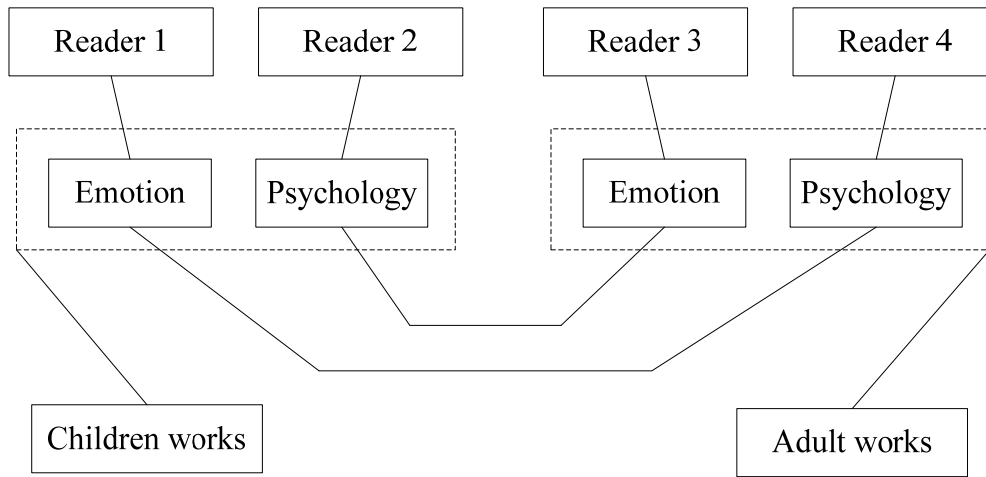 Reader 1
Reader 2
Reader 3
Reader 4
Emotion
Psychology
Emotion
Psychology
Children works
Adult works